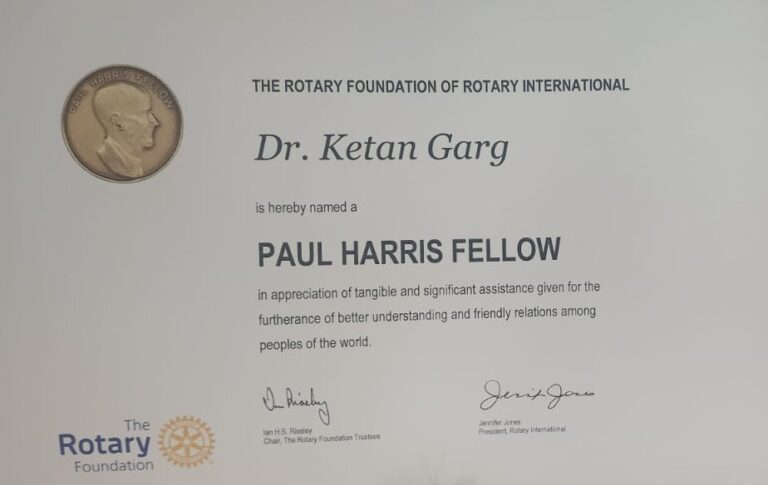 PAUL HARRIS FELLOW
THE ROTARY FOUNDATION OF ROTARY INTERNATIONAL
Dr. Ketan Garg
is hereby named a
PAUL HARRIS FELLOW
in appreciation of tangible and significant assistance given for the
furtherance of better understanding and friendly relations among
peoples of the world.
Ian H.S. Riseley
Chair, The Rotary Foundation Trustees
Jennifer Jones
President, Rotary International
The
Rotary
Foundation